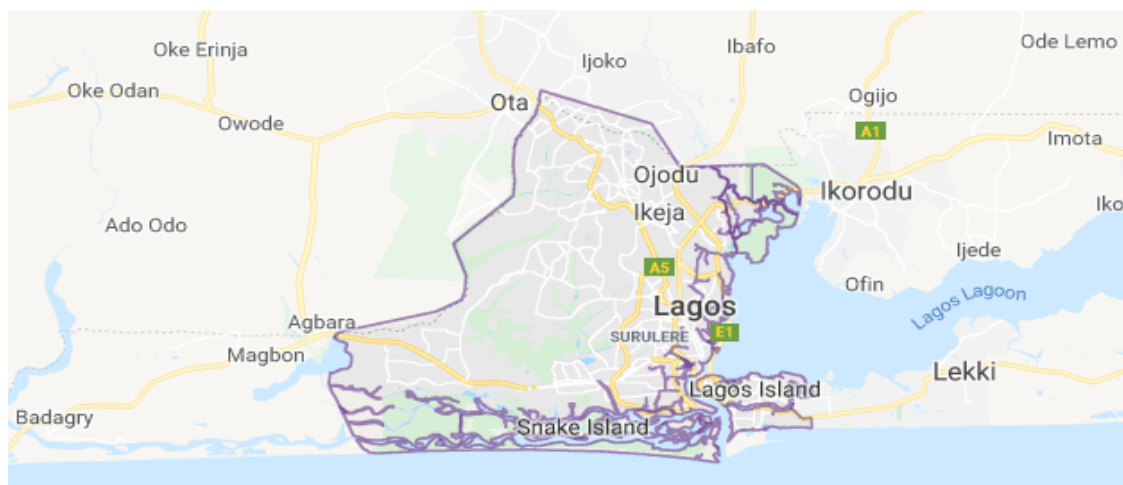 Oke Erinja
Ijoko
Ibafo
Ode Lemo
Oke Odan
Ota
Ogijo
Owode
A1
Imota
Ojodu
Ikorodu
Ikeja
Iko
Ado Odo
Ijede
A5
Ofin
Lagos
Lagos Lagoon
Agbara
SURULERE
E1
Magbon
Lekki
Lagos Island
Badagry
Snake Island